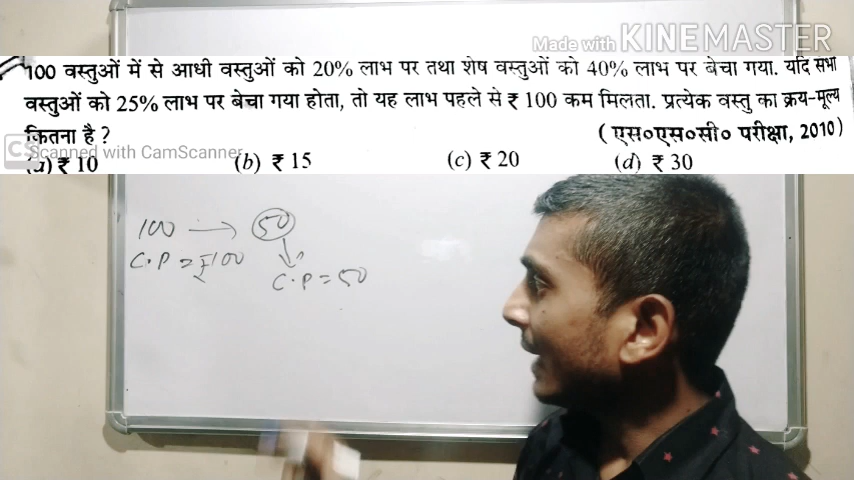 Made with KINEMASTER
100 वस्तुओं में से आधी वस्तुओं को 20% लाभ पर तथा शेष वस्तुओं को 40% लाभ पर बेचा गया. यदि सभी
वस्तुओं को 25% लाभ पर बेचा गया होता, तो यह लाभ पहले से ₹ 100 कम मिलता. प्रत्येक वस्तु का क्रय-मूल्य
कितना है ? (एस०एस०सी० परीक्षा, 2010)
CS Scanned with CamScanner
(a) ₹ 10 (b) ₹ 15 (c) ₹ 20 (d) ₹ 30
100 → 50
C.P = ₹100
C.P = 50